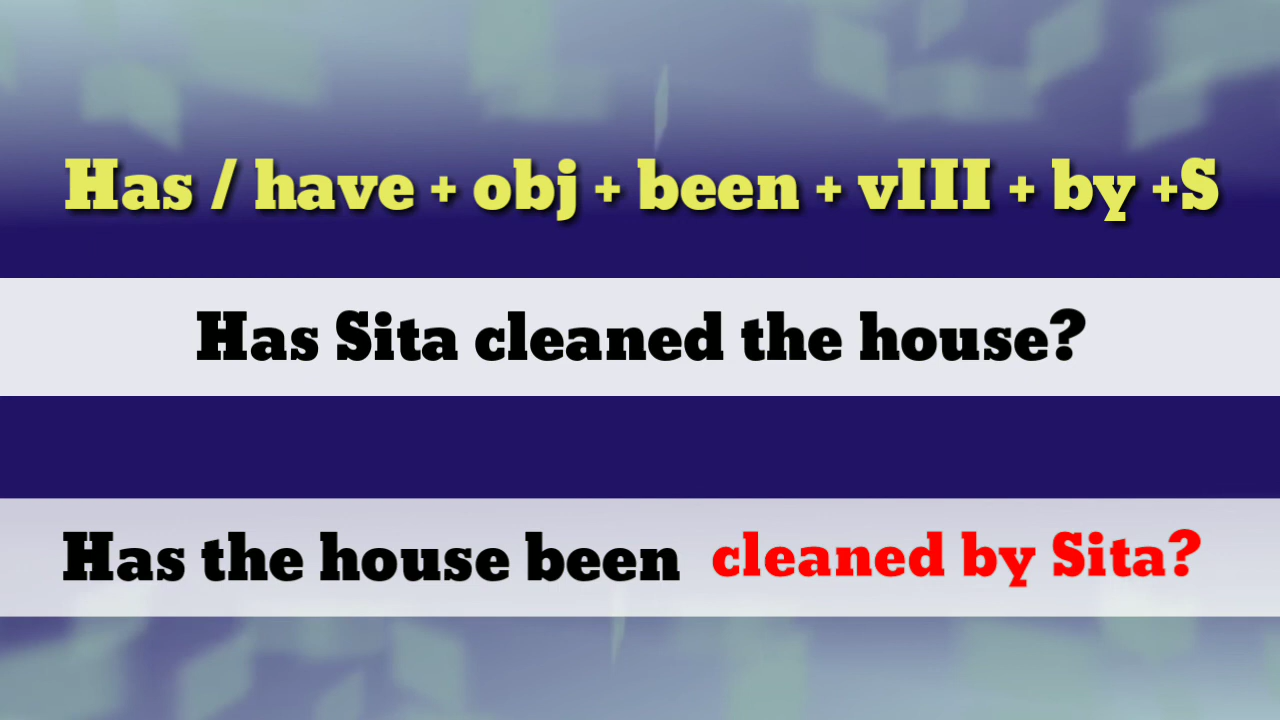 Has / have + obj + been + vIII + by +S
Has Sita cleaned the house?
Has the house been cleaned by Sita?